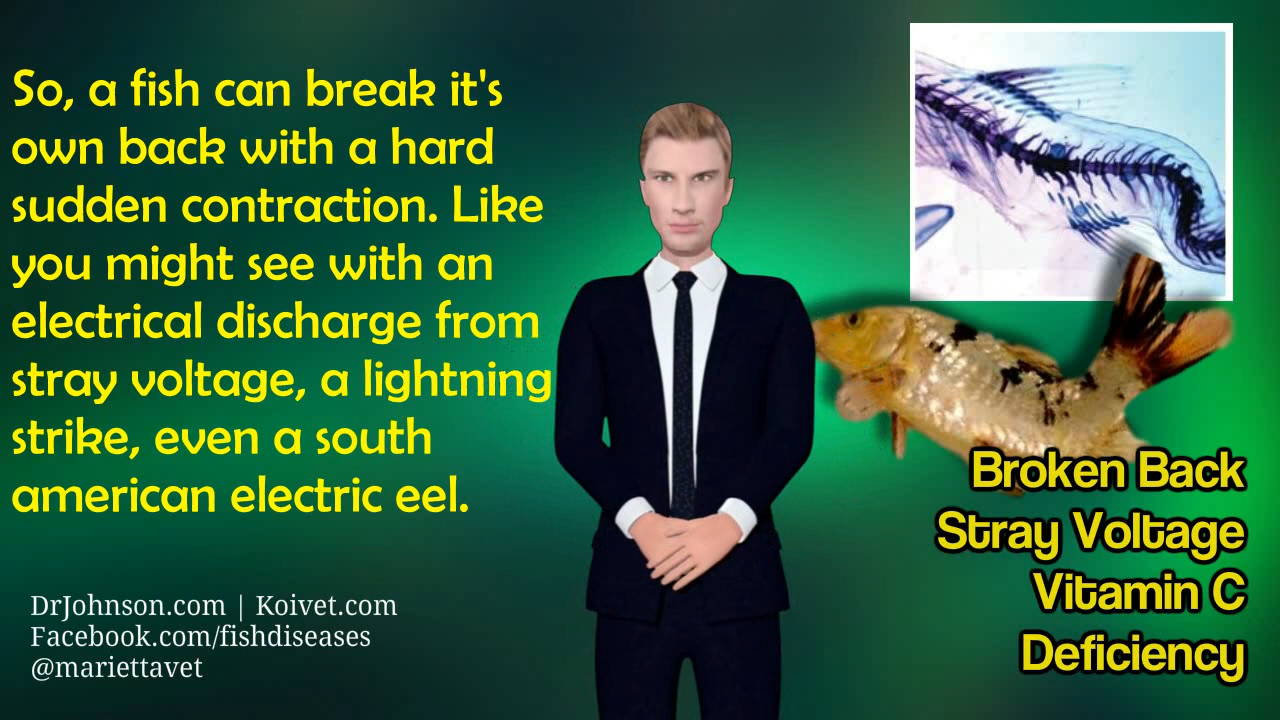 So, a fish can break it's
own back with a hard
sudden contraction. Like
you might see with an
electrical discharge from
stray voltage, a lightning
strike, even a south
american electric eel.
DrJohnson.com | Koivet.com
Facebook.com/fishdiseases
@mariettavet
Broken Back
Stray Voltage
Vitamin C
Deficiency